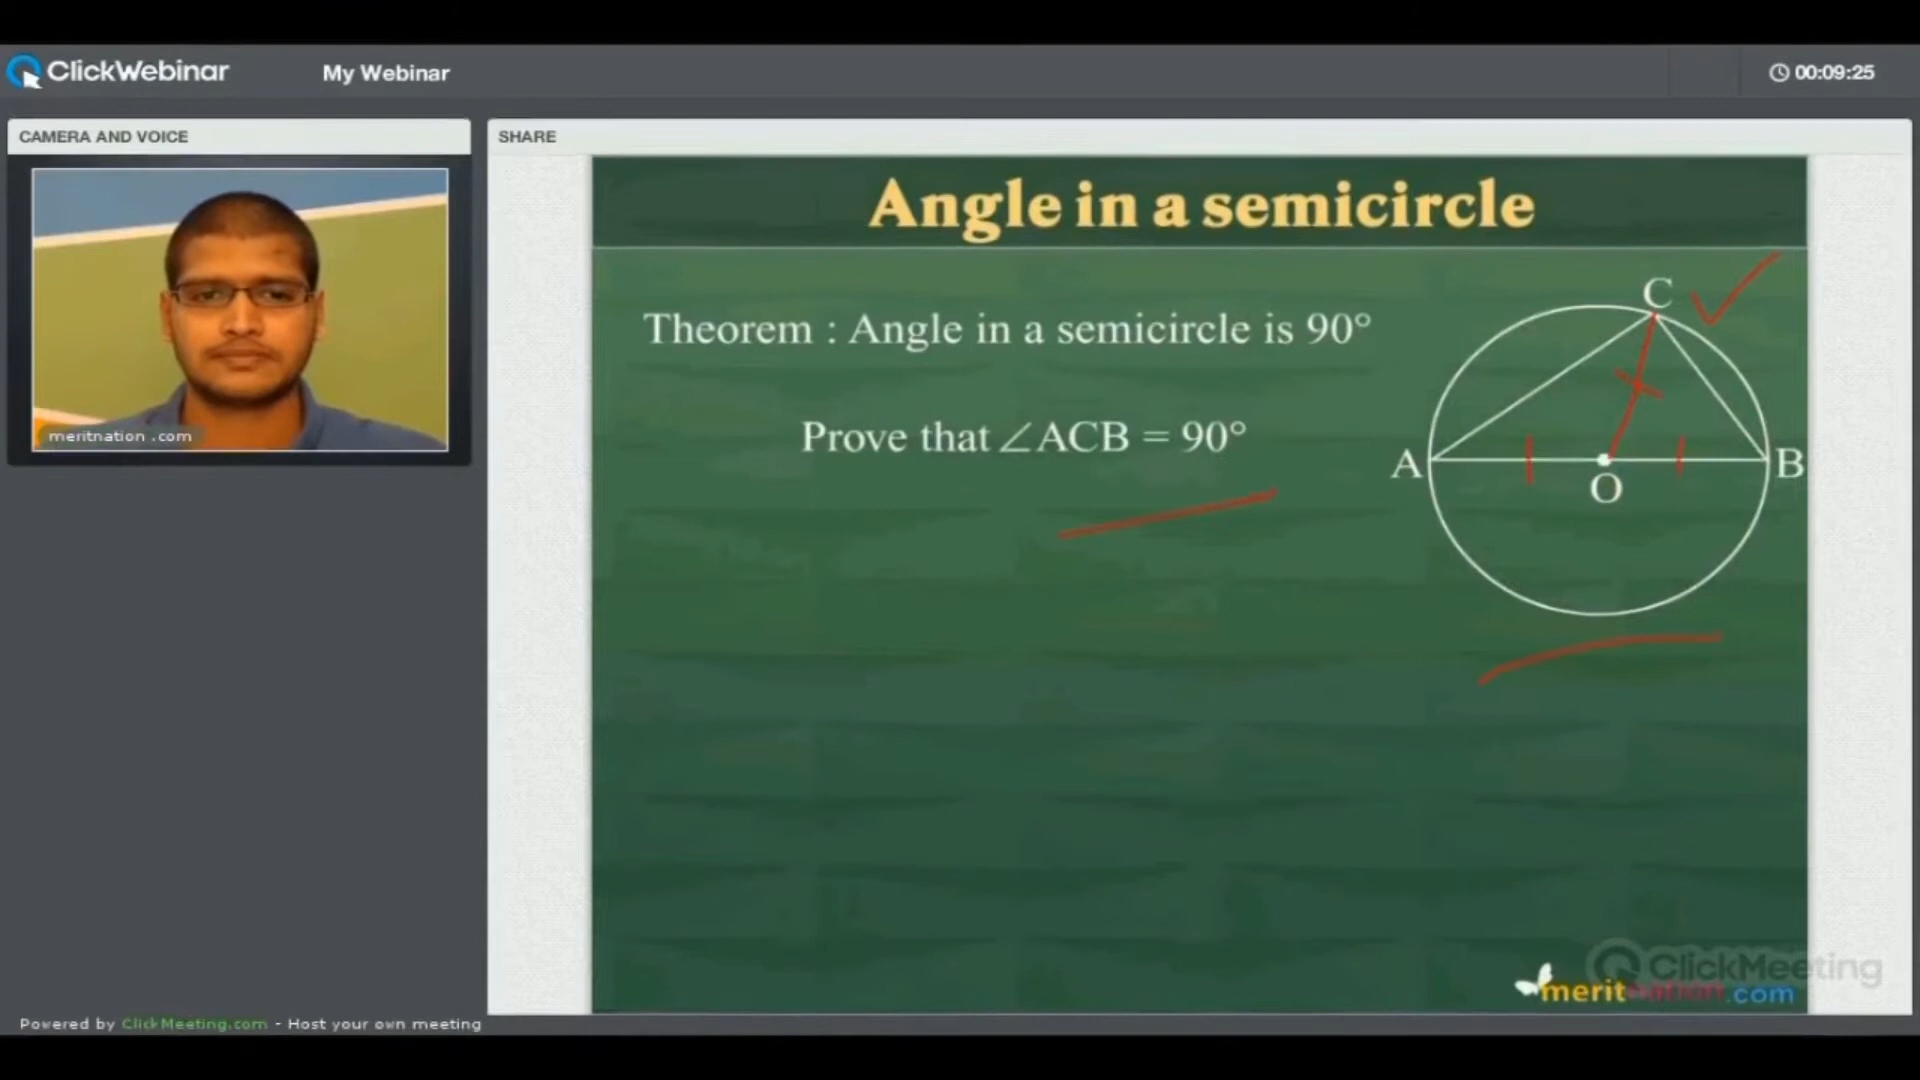 ClickWebinar
My Webinar
00:09:25
CAMERA AND VOICE
SHARE
meritnation .com
Angle in a semicircle
Theorem : Angle in a semicircle is 90°
Prove that ∠ACB = 90°
C
A
B
O
ClickMeeting
meritnation.com
Powered by ClickMeeting.com - Host your own meeting